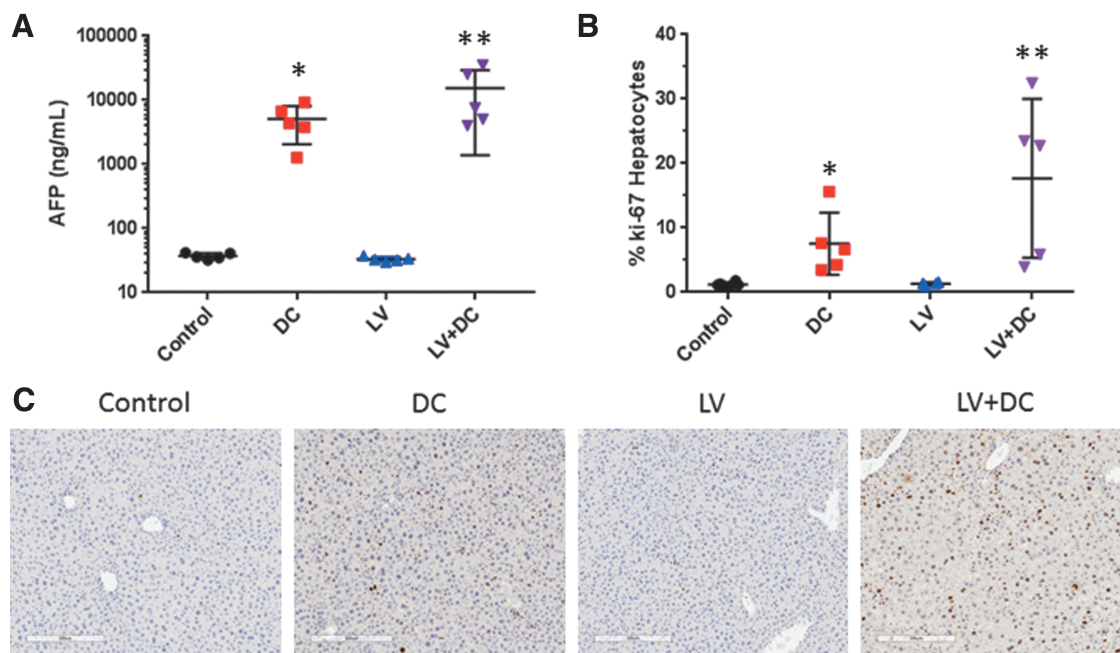 A
AFP (ng/mL)
100000
10000
1000
100
10
*
**
Control
DC
LV
LV+DC
B
% ki-67 Hepatocytes
40
30
20
10
0
*
**
Control
DC
LV
LV+DC
C
Control
DC
LV
LV+DC